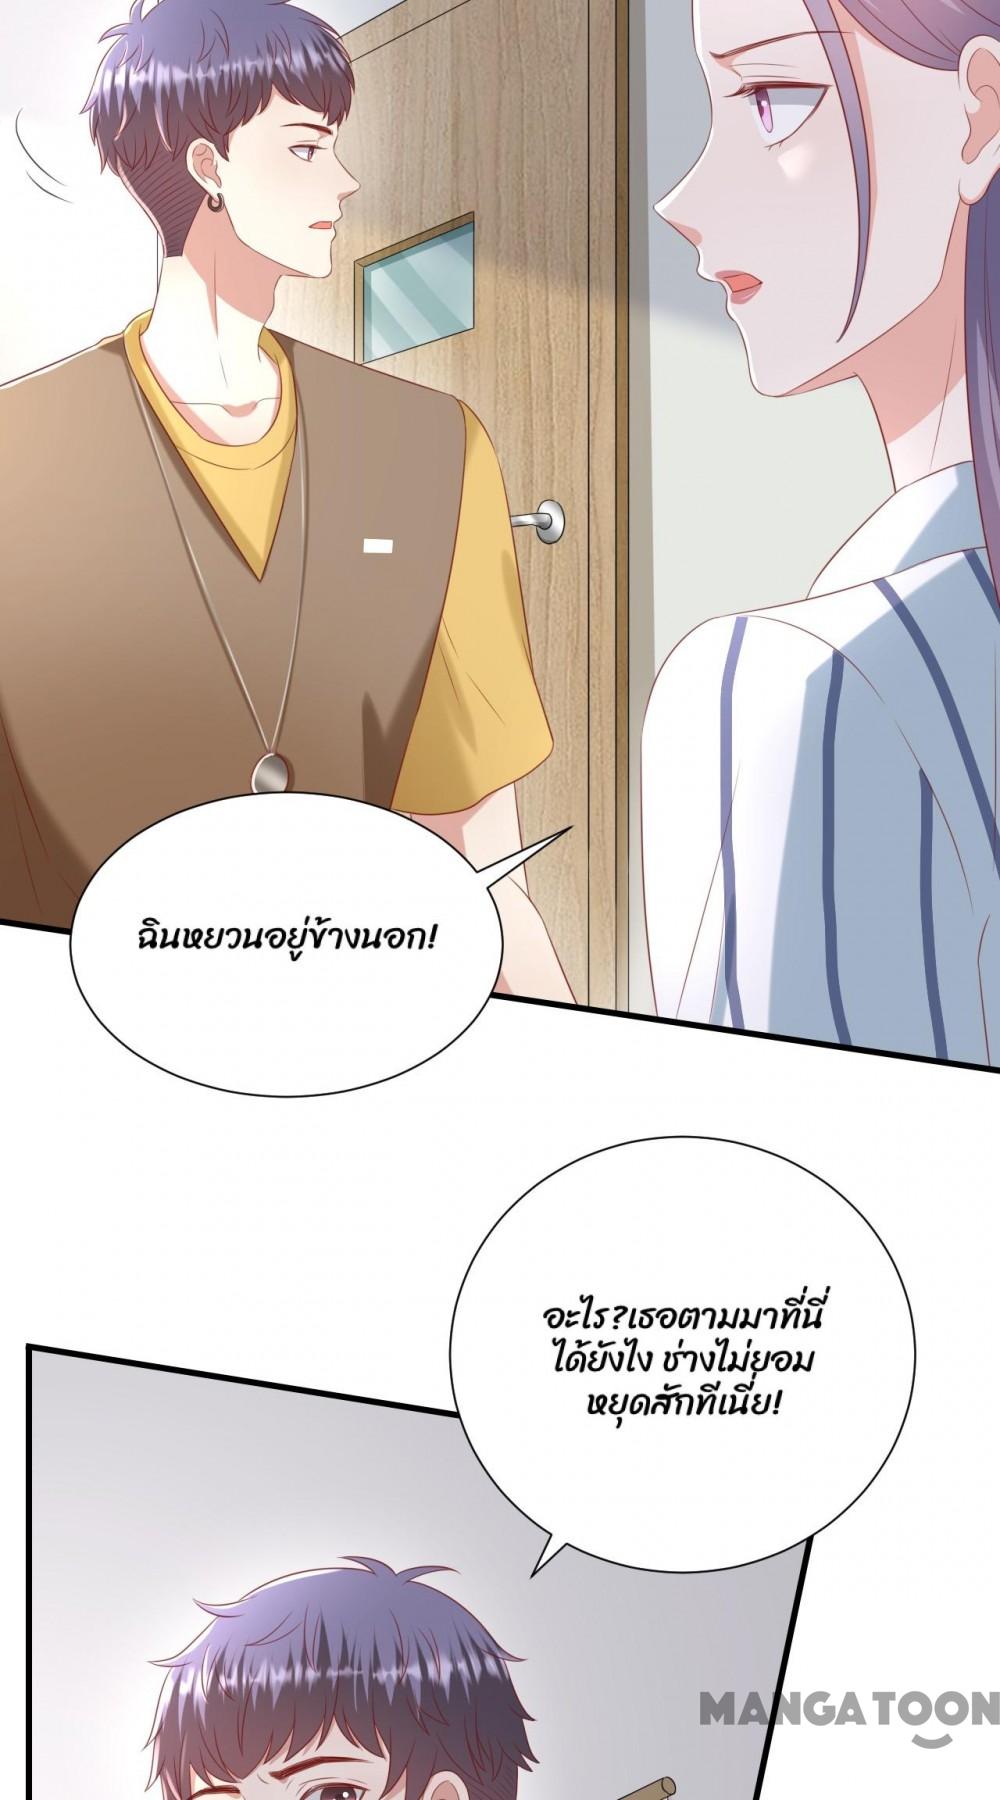 ฉินหยวนอยู่ข้างนอก!
อะไร?เธอตามมาที่นี่
ได้ยังไง ช่างไม่ยอม
หยุดสักทีเนี่ย!
MANGATOON